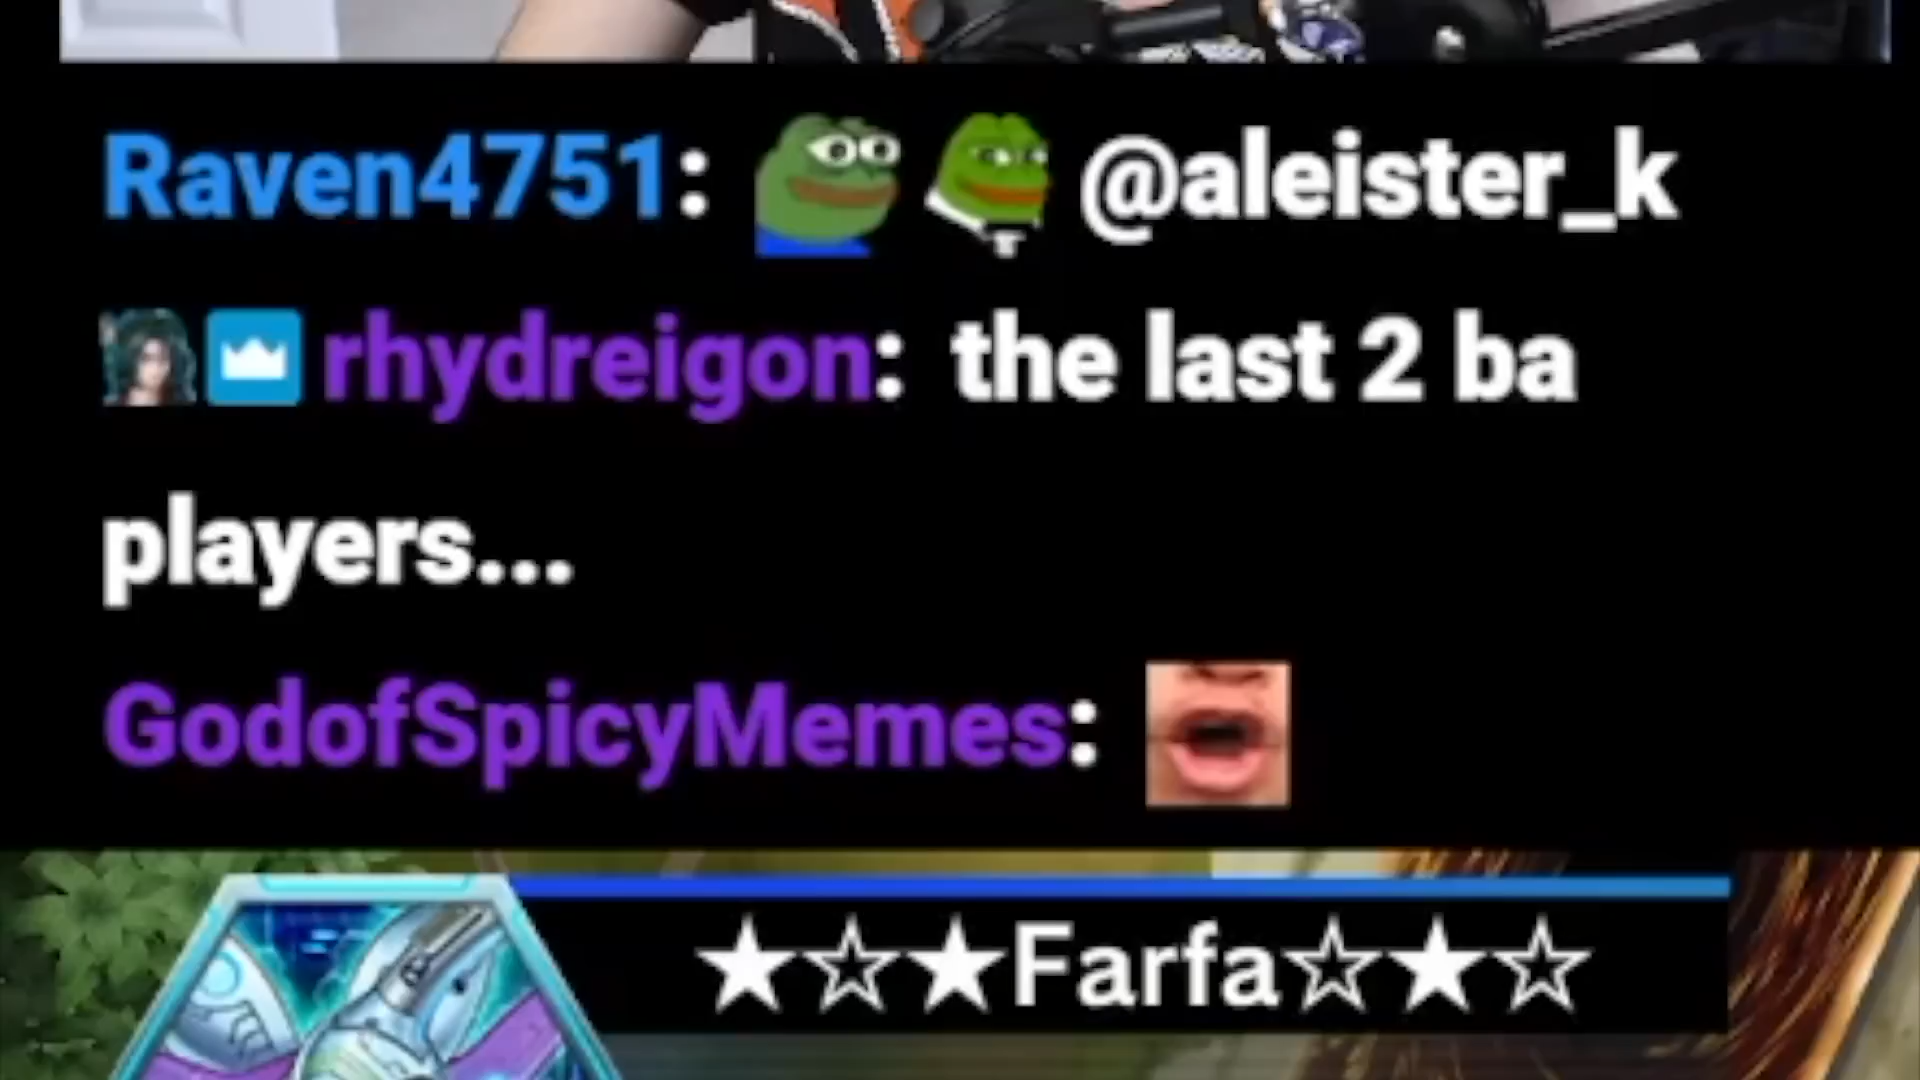 Raven4751: @aleister_k
rhydreigon: the last 2 ba
players...
GodofSpicyMemes:
★☆★Farfa☆★☆